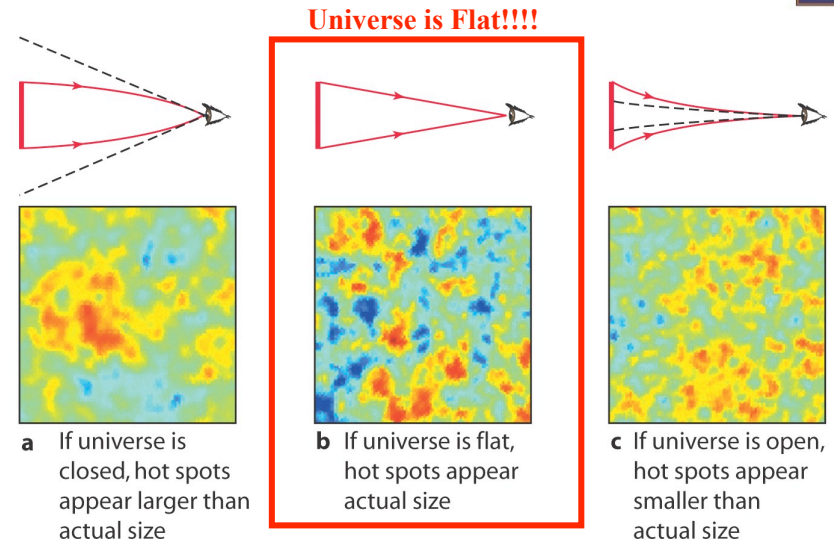 Universe is Flat!!!!
a If universe is
closed, hot spots
appear larger than
actual size
b If universe is flat,
hot spots appear
actual size
c If universe is open,
hot spots appear
smaller than
actual size